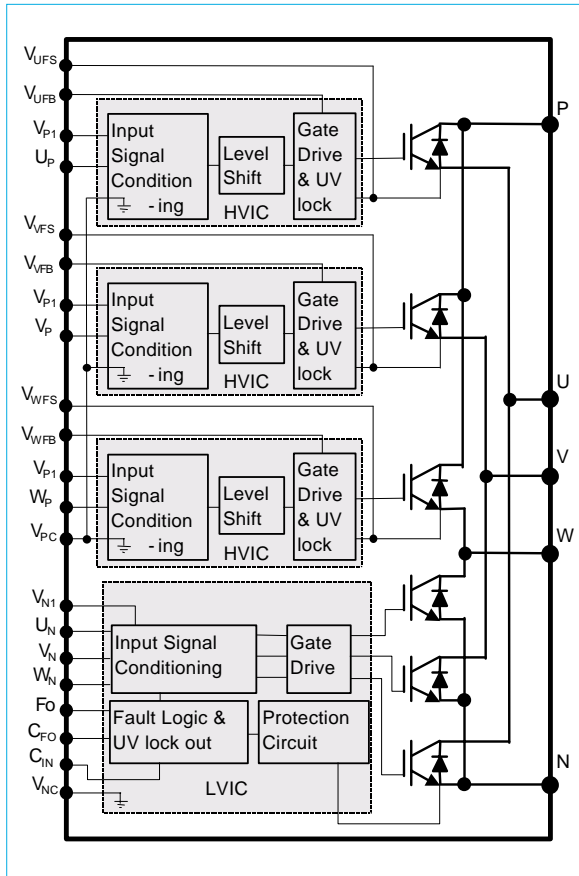 VUFS
VUFB
VP1
UP
Input
Signal
Condition
- ing
Level
Shift
Gate
Drive
& UV
lock
HVIC
P
VVFS
VVFB
VP1
VP
Input
Signal
Condition
- ing
Level
Shift
Gate
Drive
& UV
lock
HVIC
U
VWFS
VWFB
VP1
WP
VPC
Input
Signal
Condition
- ing
Level
Shift
Gate
Drive
& UV
lock
HVIC
V
W
VN1
UN
VN
WN
Fo
CFO
CIN
VNC
Input Signal
Conditioning
Gate
Drive
Fault Logic &
UV lock out
Protection
Circuit
LVIC
N